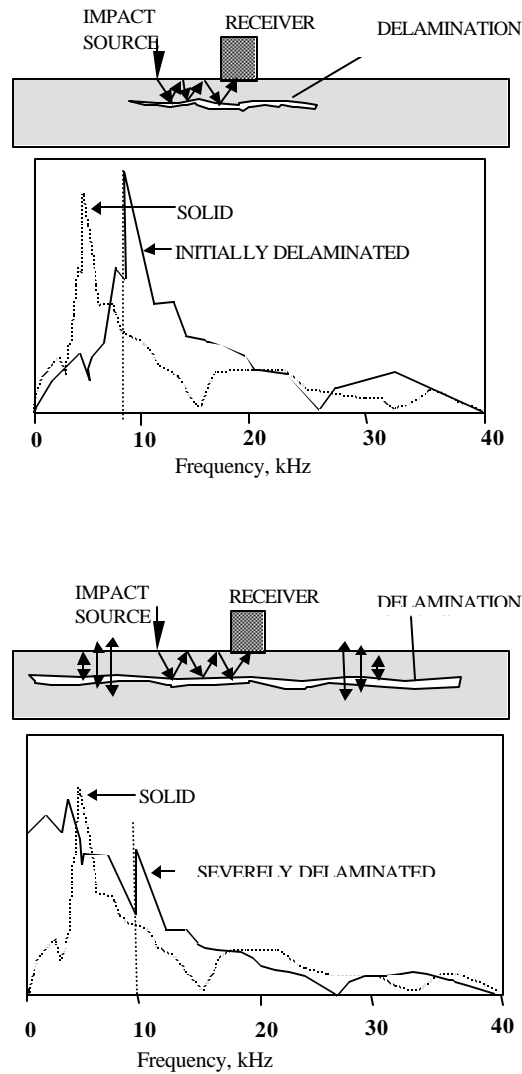 IMPACT
SOURCE
RECEIVER
DELAMINATION
SOLID
INITIALLY DELAMINATED
0 10 20 30 40
Frequency, kHz
IMPACT
SOURCE
RECEIVER
DELAMINATION
SOLID
SEVERELY DELAMINATED
0 10 20 30 40
Frequency, kHz